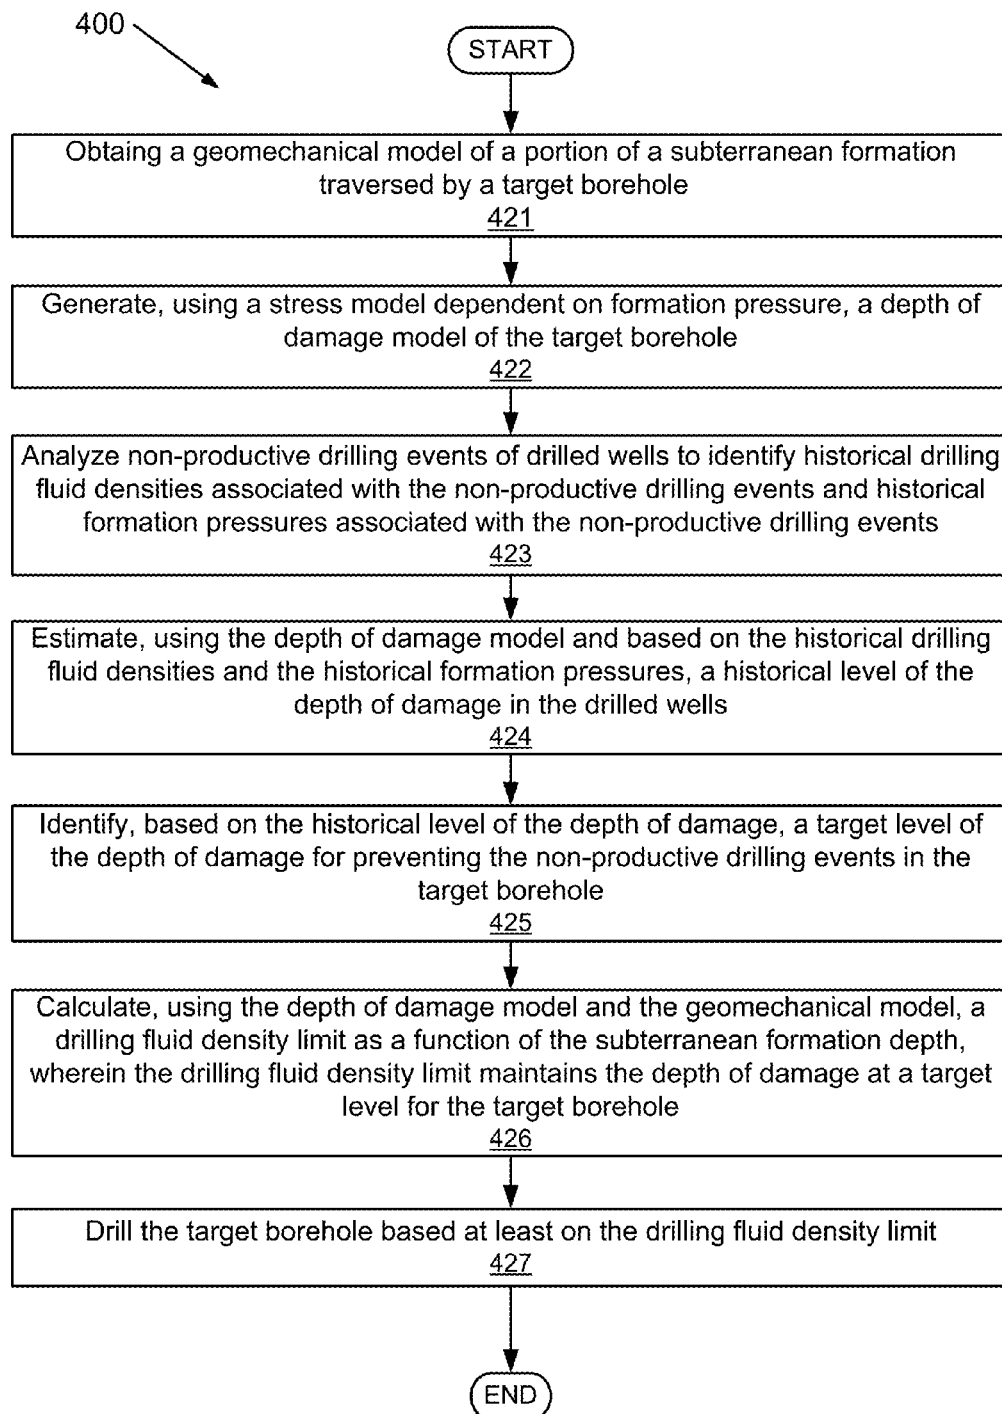 400
START
Obtaing a geomechanical model of a portion of a subterranean formation
traversed by a target borehole
421
Generate, using a stress model dependent on formation pressure, a depth of
damage model of the target borehole
422
Analyze non-productive drilling events of drilled wells to identify historical drilling
fluid densities associated with the non-productive drilling events and historical
formation pressures associated with the non-productive drilling events
423
Estimate, using the depth of damage model and based on the historical drilling
fluid densities and the historical formation pressures, a historical level of the
depth of damage in the drilled wells
424
Identify, based on the historical level of the depth of damage, a target level of
the depth of damage for preventing the non-productive drilling events in the
target borehole
425
Calculate, using the depth of damage model and the geomechanical model, a
drilling fluid density limit as a function of the subterranean formation depth,
wherein the drilling fluid density limit maintains the depth of damage at a target
level for the target borehole
426
Drill the target borehole based at least on the drilling fluid density limit
427
END